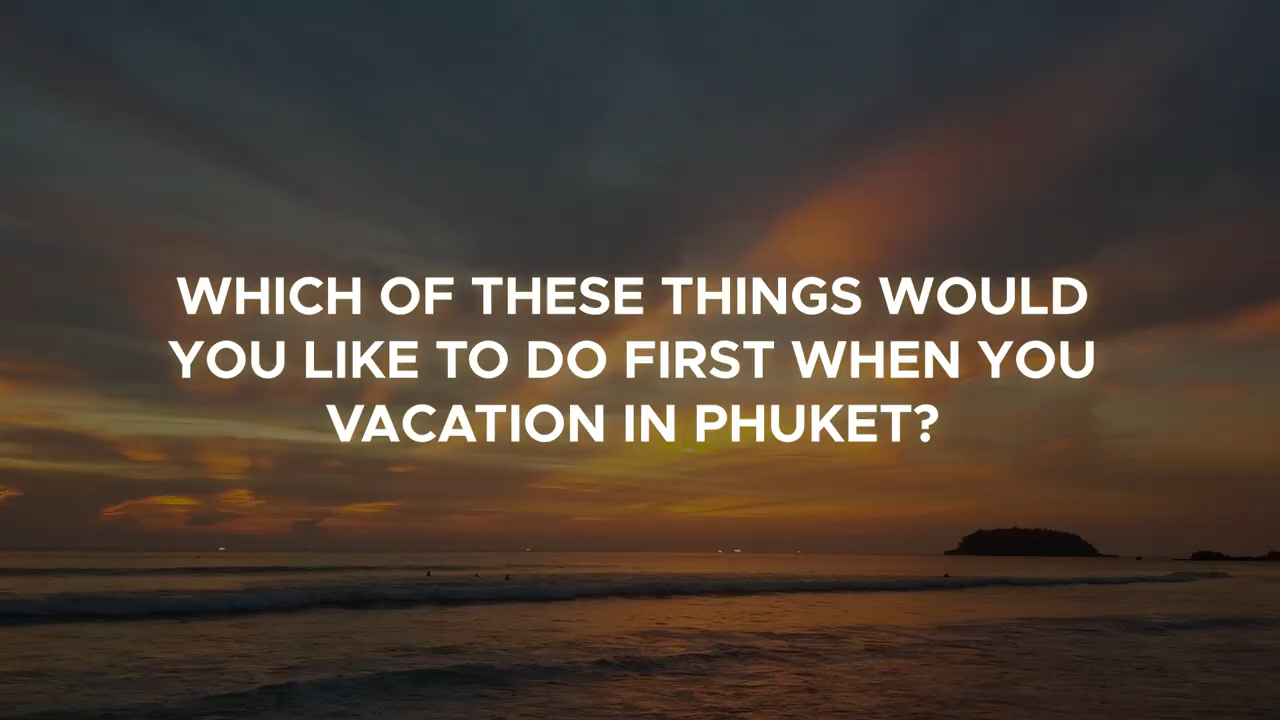 WHICH OF THESE THINGS WOULD
YOU LIKE TO DO FIRST WHEN YOU
VACATION IN PHUKET?